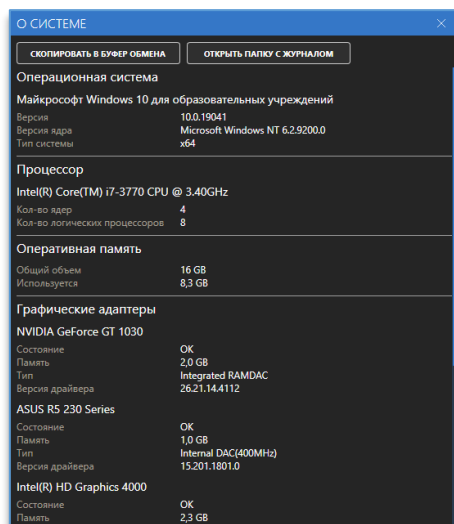 О СИСТЕМЕ
СКОПИРОВАТЬ В БУФЕР ОБМЕНА ОТКРЫТЬ ПАПКУ С ЖУРНАЛОМ
Операционная система
Майкрософт Windows 10 для образовательных учреждений
Версия 10.0.19041
Версия ядра Microsoft Windows NT 6.2.9200.0
Тип системы x64
Процессор
Intel(R) Core(TM) i7-3770 CPU @ 3.40GHz
Кол-во ядер 4
Кол-во логических процессоров 8
Оперативная память
Общий объем 16 GB
Используется 8,3 GB
Графические адаптеры
NVIDIA GeForce GT 1030
Состояние OK
Память 2,0 GB
Тип Integrated RAMDAC
Версия драйвера 26.21.14.4112
ASUS R5 230 Series
Состояние OK
Память 1,0 GB
Тип Internal DAC(400MHz)
Версия драйвера 15.201.1801.0
Intel(R) HD Graphics 4000
Состояние OK
Память 2,3 GB